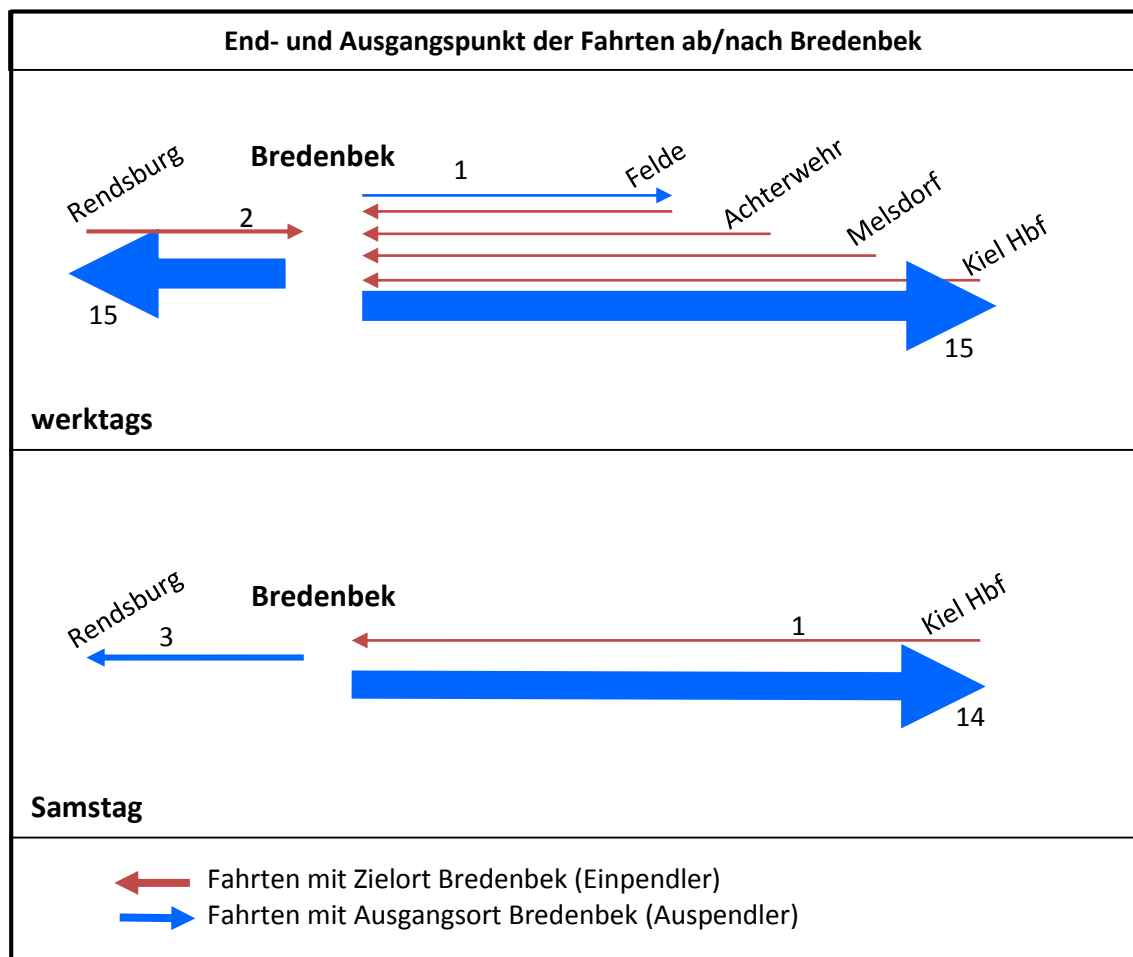 End- und Ausgangspunkt der Fahrten ab/nach Bredenbek
Rendsburg
Bredenbek
1
Felde
Achterwehr
Melsdorf
Kiel Hbf
2
15
15
werktags
Rendsburg
Bredenbek
Kiel Hbf
3
1
14
Samstag
Fahrten mit Zielort Bredenbek (Einpendler)
Fahrten mit Ausgangsort Bredenbek (Auspendler)